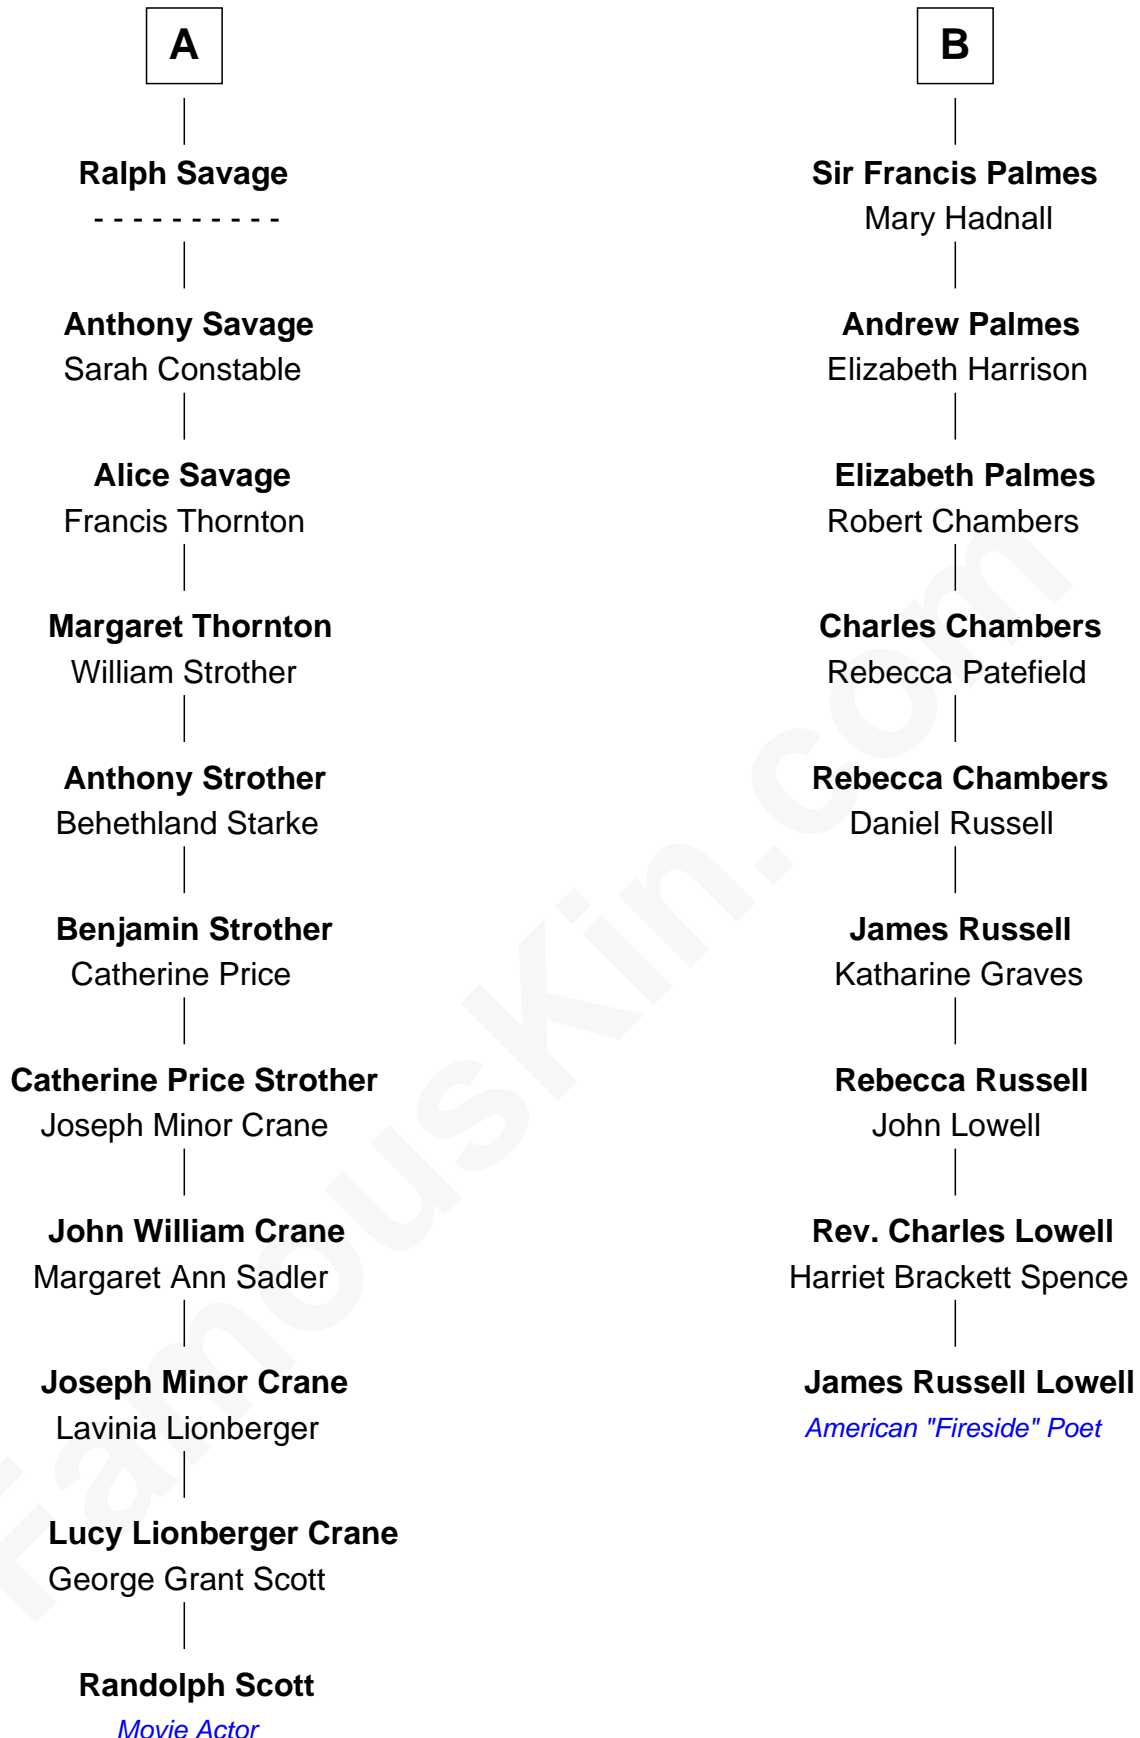 A
Ralph Savage
- - - - - - - - - -
Anthony Savage
Sarah Constable
Alice Savage
Francis Thornton
Margaret Thornton
William Strother
Anthony Strother
Behethland Starke
Benjamin Strother
Catherine Price
Catherine Price Strother
Joseph Minor Crane
John William Crane
Margaret Ann Sadler
Joseph Minor Crane
Lavinia Lionberger
Lucy Lionberger Crane
George Grant Scott
Randolph Scott
Movie Actor
B
Sir Francis Palmes
Mary Hadnall
Andrew Palmes
Elizabeth Harrison
Elizabeth Palmes
Robert Chambers
Charles Chambers
Rebecca Patefield
Rebecca Chambers
Daniel Russell
James Russell
Katharine Graves
Rebecca Russell
John Lowell
Rev. Charles Lowell
Harriet Brackett Spence
James Russell Lowell
American "Fireside" Poet
FamousKin.com